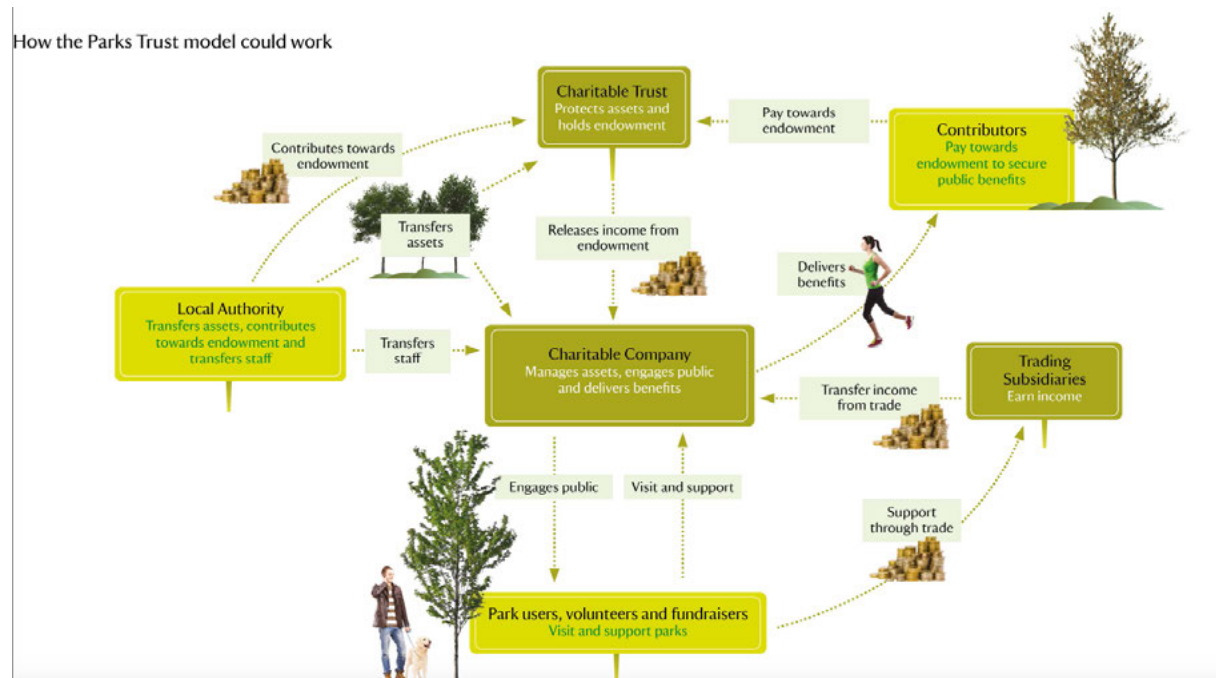 How the Parks Trust model could work
Charitable Trust
Protects assets and
holds endowment
Pay towards
endowment
Contributors
Pay towards
endowment to secure
public benefits
Contributes towards
endowment
Transfers
assets
Releases income from
endowment
Delivers
benefits
Local Authority
Transfers assets, contributes
towards endowment and
transfers staff
Transfers
staff
Charitable Company
Manages assets, engages public
and delivers benefits
Transfer income
from trade
Trading
Subsidiaries
Earn income
Engages public
Visit and support
Support
through trade
Park users, volunteers and fundraisers
Visit and support parks